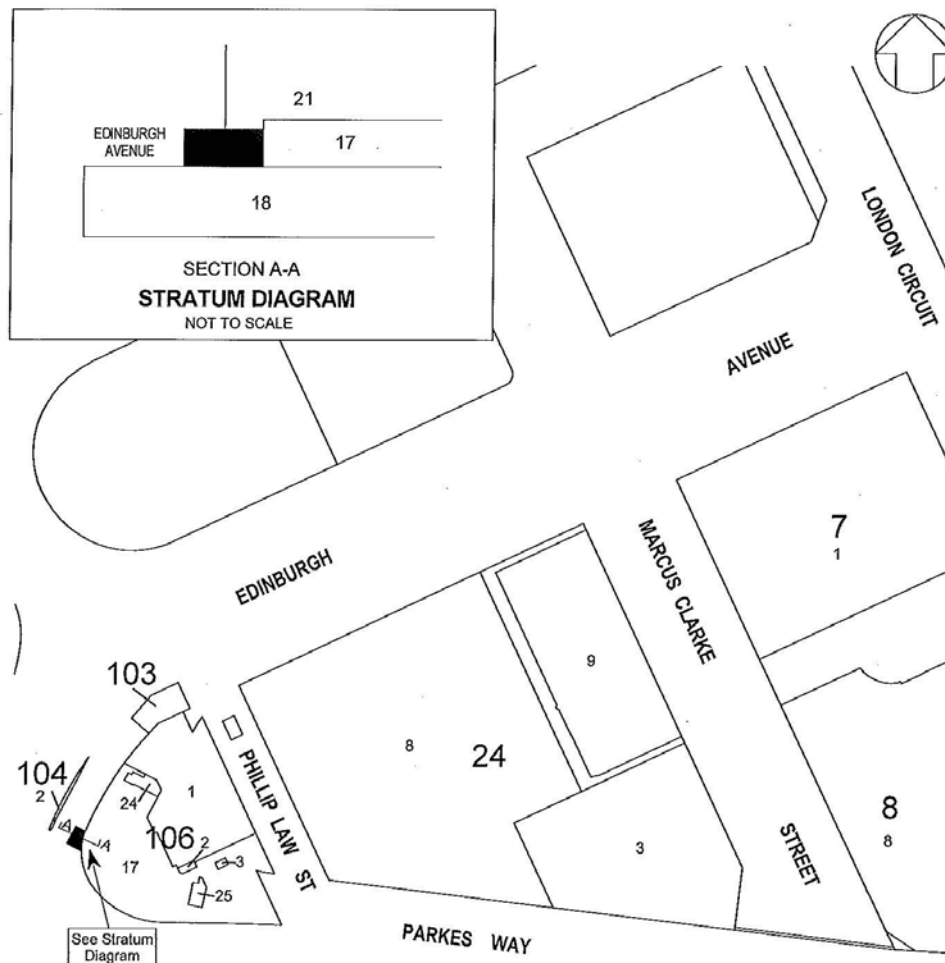 21
EDINBURGH
AVENUE
17
18
SECTION A-A
STRATUM DIAGRAM
NOT TO SCALE
LONDON CIRCUIT
AVENUE
EDINBURGH
MARCUS CLARKE
STREET
7
1
9
8
24
3
8
8
103
104
2
24
1
PHILLIP LAW ST
106
2
3
17
25
A
A
PARKES WAY
See Stratum
Diagram